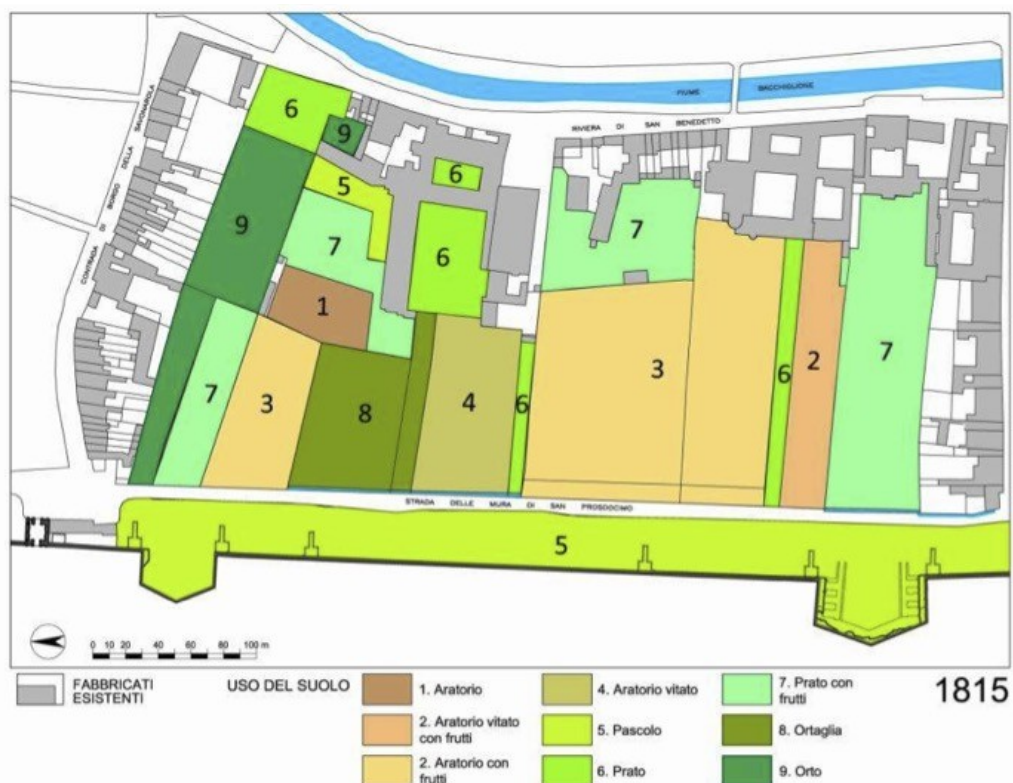 FIUME BACCHIGLIONE
RIVIERA DI SAN BENEDETTO
CONTRADA DI BORGO DELLA SAVONAROLA
6
9
6
5
9
7
6
7
1
3
6
2
7
7
3
8
4
6
STRADA DELLE MURA DI SAN PROSDOCIMO
5
0 10 20 40 60 80 100 m
FABBRICATI
ESISTENTI
USO DEL SUOLO
1. Aratorio
2. Aratorio vitato
con frutti
2. Aratorio con
frutti
4. Aratorio vitato
5. Pascolo
6. Prato
7. Prato con
frutti
8. Ortaglia
9. Orto
1815